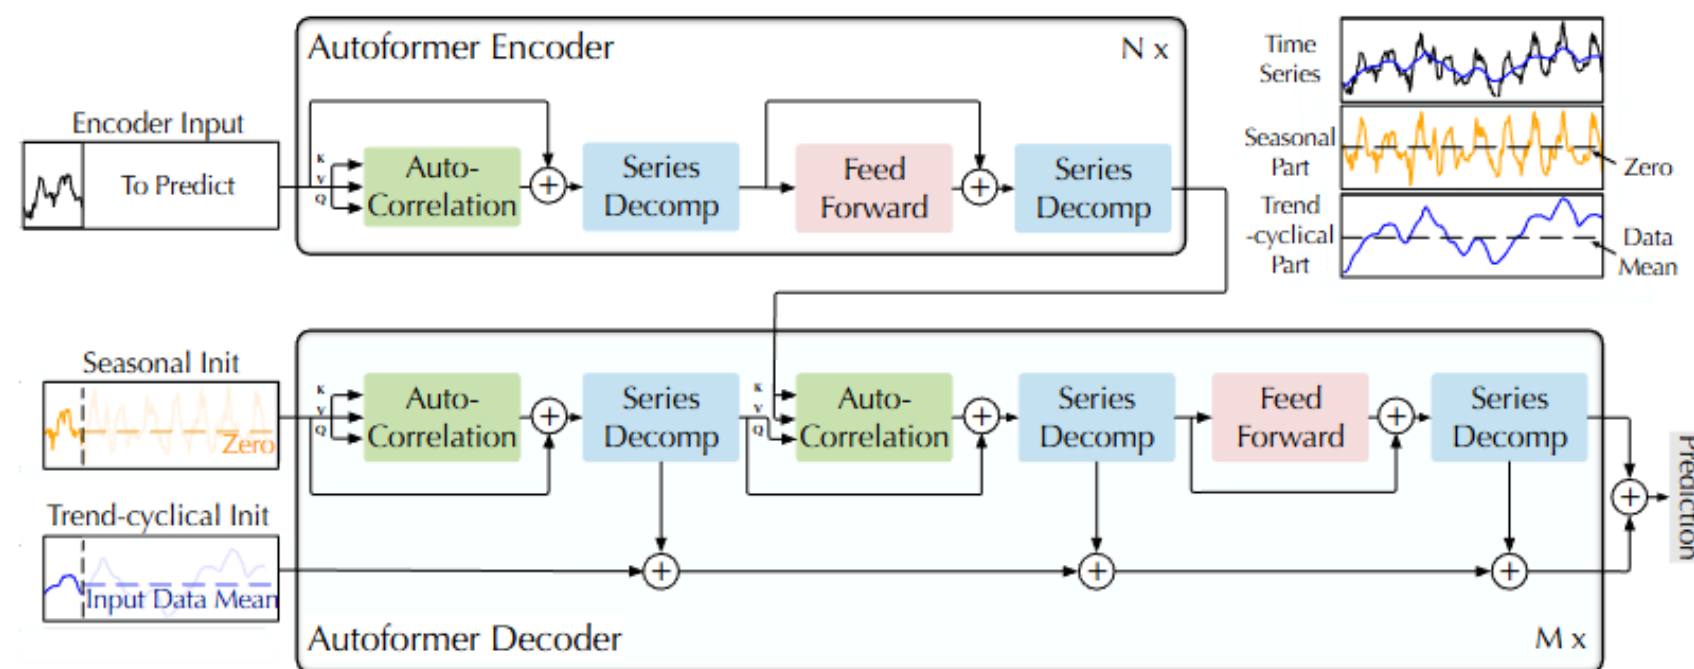 Autoformer Encoder
N x
Time
Series
Encoder Input
To Predict
K
V
Q
Auto-
Correlation
+
Series
Decomp
Feed
Forward
+
Series
Decomp
Seasonal
Part
Zero
Trend
-cyclical
Part
Data
Mean
Seasonal Init
Zero
K
V
Q
Auto-
Correlation
+
Series
Decomp
K
V
Q
Auto-
Correlation
+
Series
Decomp
Feed
Forward
+
Series
Decomp
+
Prediction
Trend-cyclical Init
Input Data Mean
+
+
+
Autoformer Decoder
M x